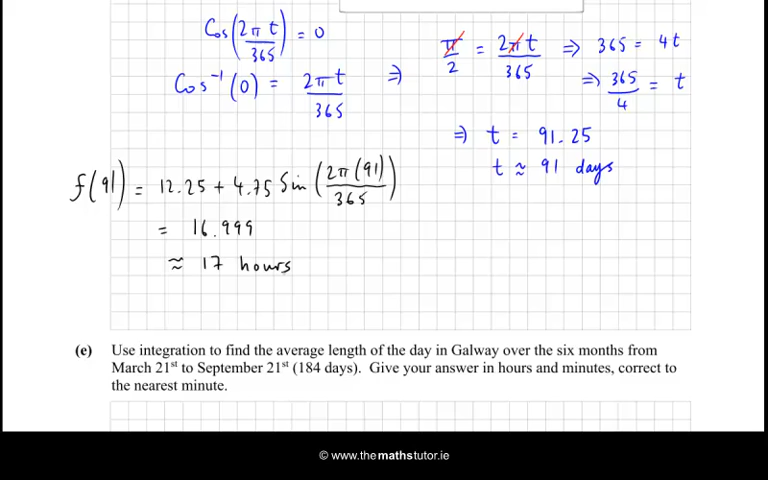 Cos(2πt/365) = 0
Cos⁻¹(0) = 2πt/365 ⇒
π/2 = 2πt/365 ⇒ 365 = 4t
⇒ 365/4 = t
⇒ t = 91.25
t ≈ 91 days
f(91) = 12.25 + 4.75 Sin(2π(91)/365)
= 16.999
≈ 17 hours
(e) Use integration to find the average length of the day in Galway over the six months from
March 21st to September 21st (184 days). Give your answer in hours and minutes, correct to
the nearest minute.
© www.themathstutor.ie